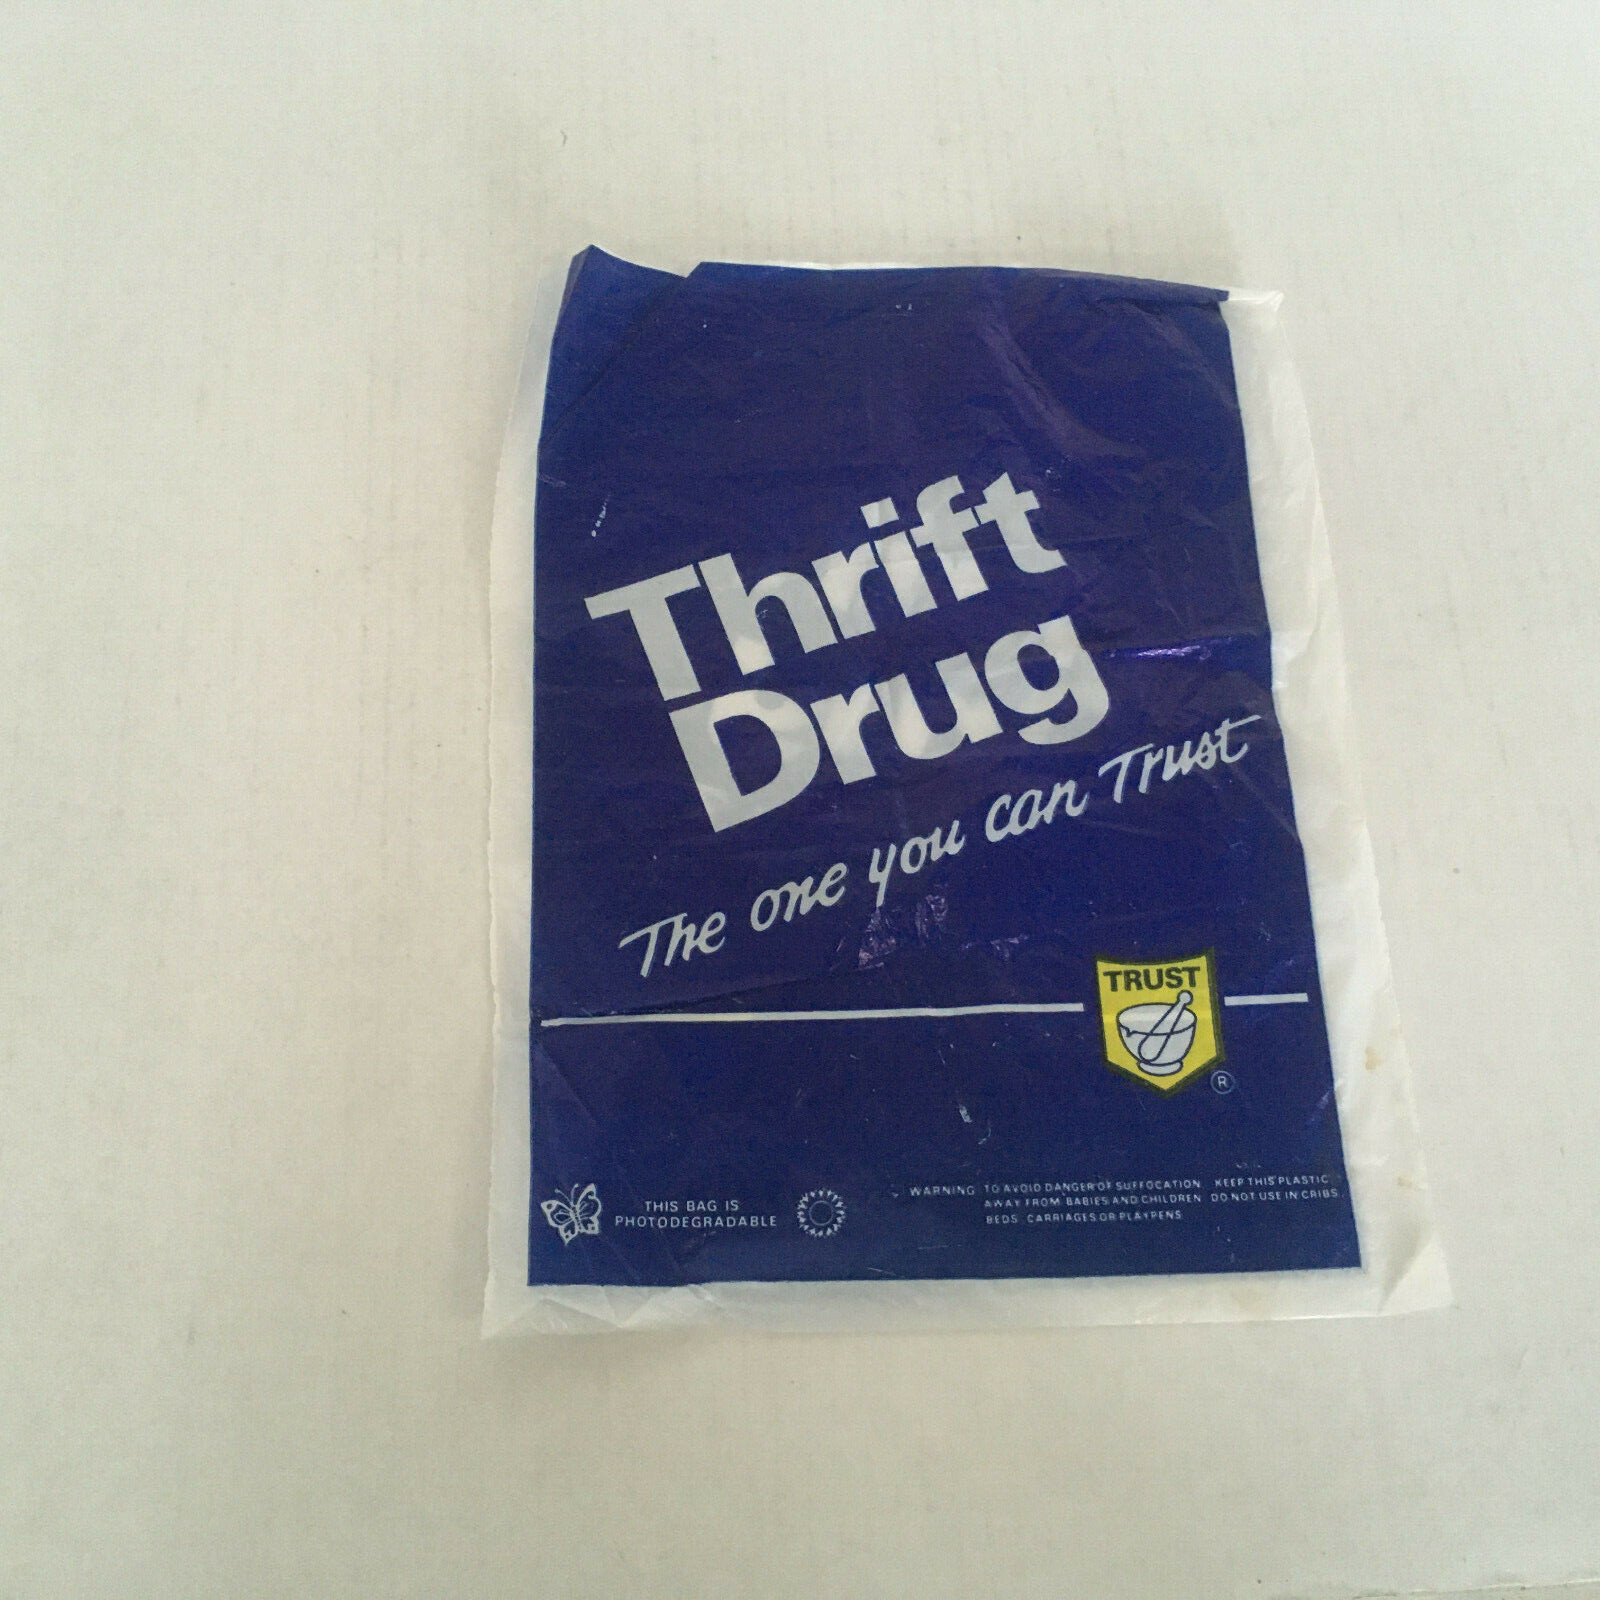 Thrift
Drug
The one you can Trust
TRUST
®
THIS BAG IS
PHOTODEGRADABLE
WARNING TO AVOID DANGER OF SUFFOCATION KEEP THIS PLASTIC
AWAY FROM BABIES AND CHILDREN DO NOT USE IN CRIBS
BEDS CARRIAGES OR PLAYPENS